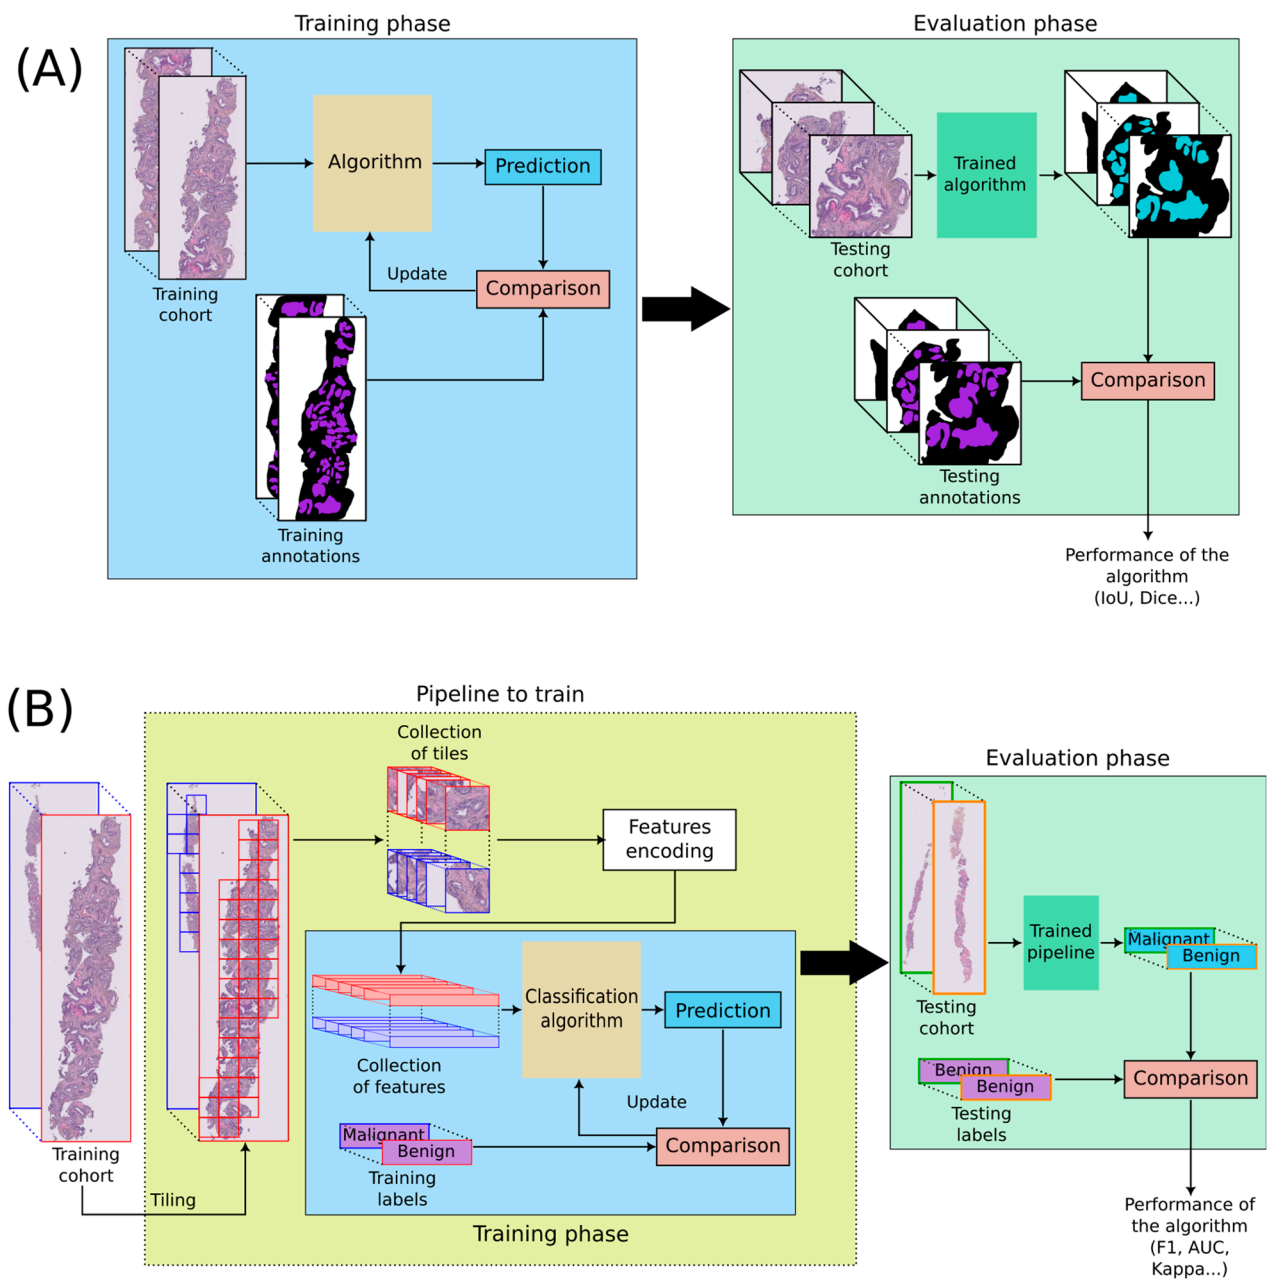 Training phase
Evaluation phase
(A)
Algorithm
Prediction
Trained
algorithm
Testing
cohort
Update
Comparison
Training
cohort
Comparison
Testing
annotations
Training
annotations
Performance of the
algorithm
(IoU, Dice...)
(B)
Pipeline to train
Collection
of tiles
Evaluation phase
Features
encoding
Trained
pipeline
Malignant
Benign
Classification
algorithm
Prediction
Testing
cohort
Collection
of features
Benign
Benign
Comparison
Update
Testing
labels
Malignant
Benign
Comparison
Training
cohort
Training
labels
Tiling
Training phase
Performance of
the algorithm
(F1, AUC,
Kappa...)